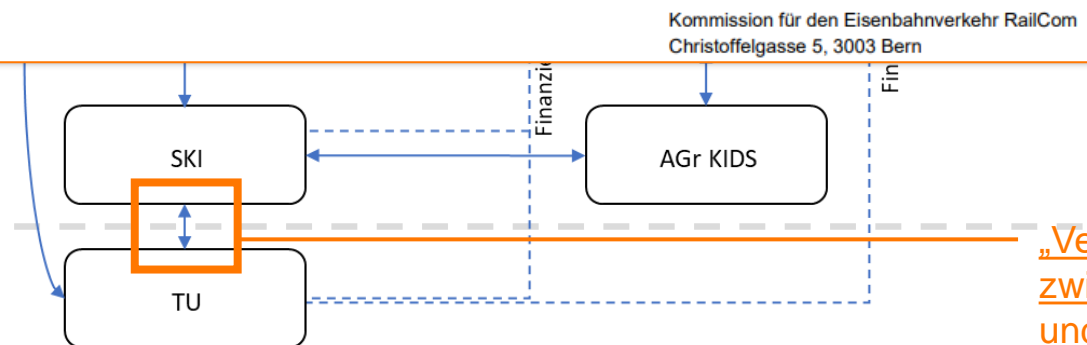 Kommission für den Eisenbahnverkehr RailCom
Christoffelgasse 5, 3003 Bern
SKI
AGr KIDS
TU